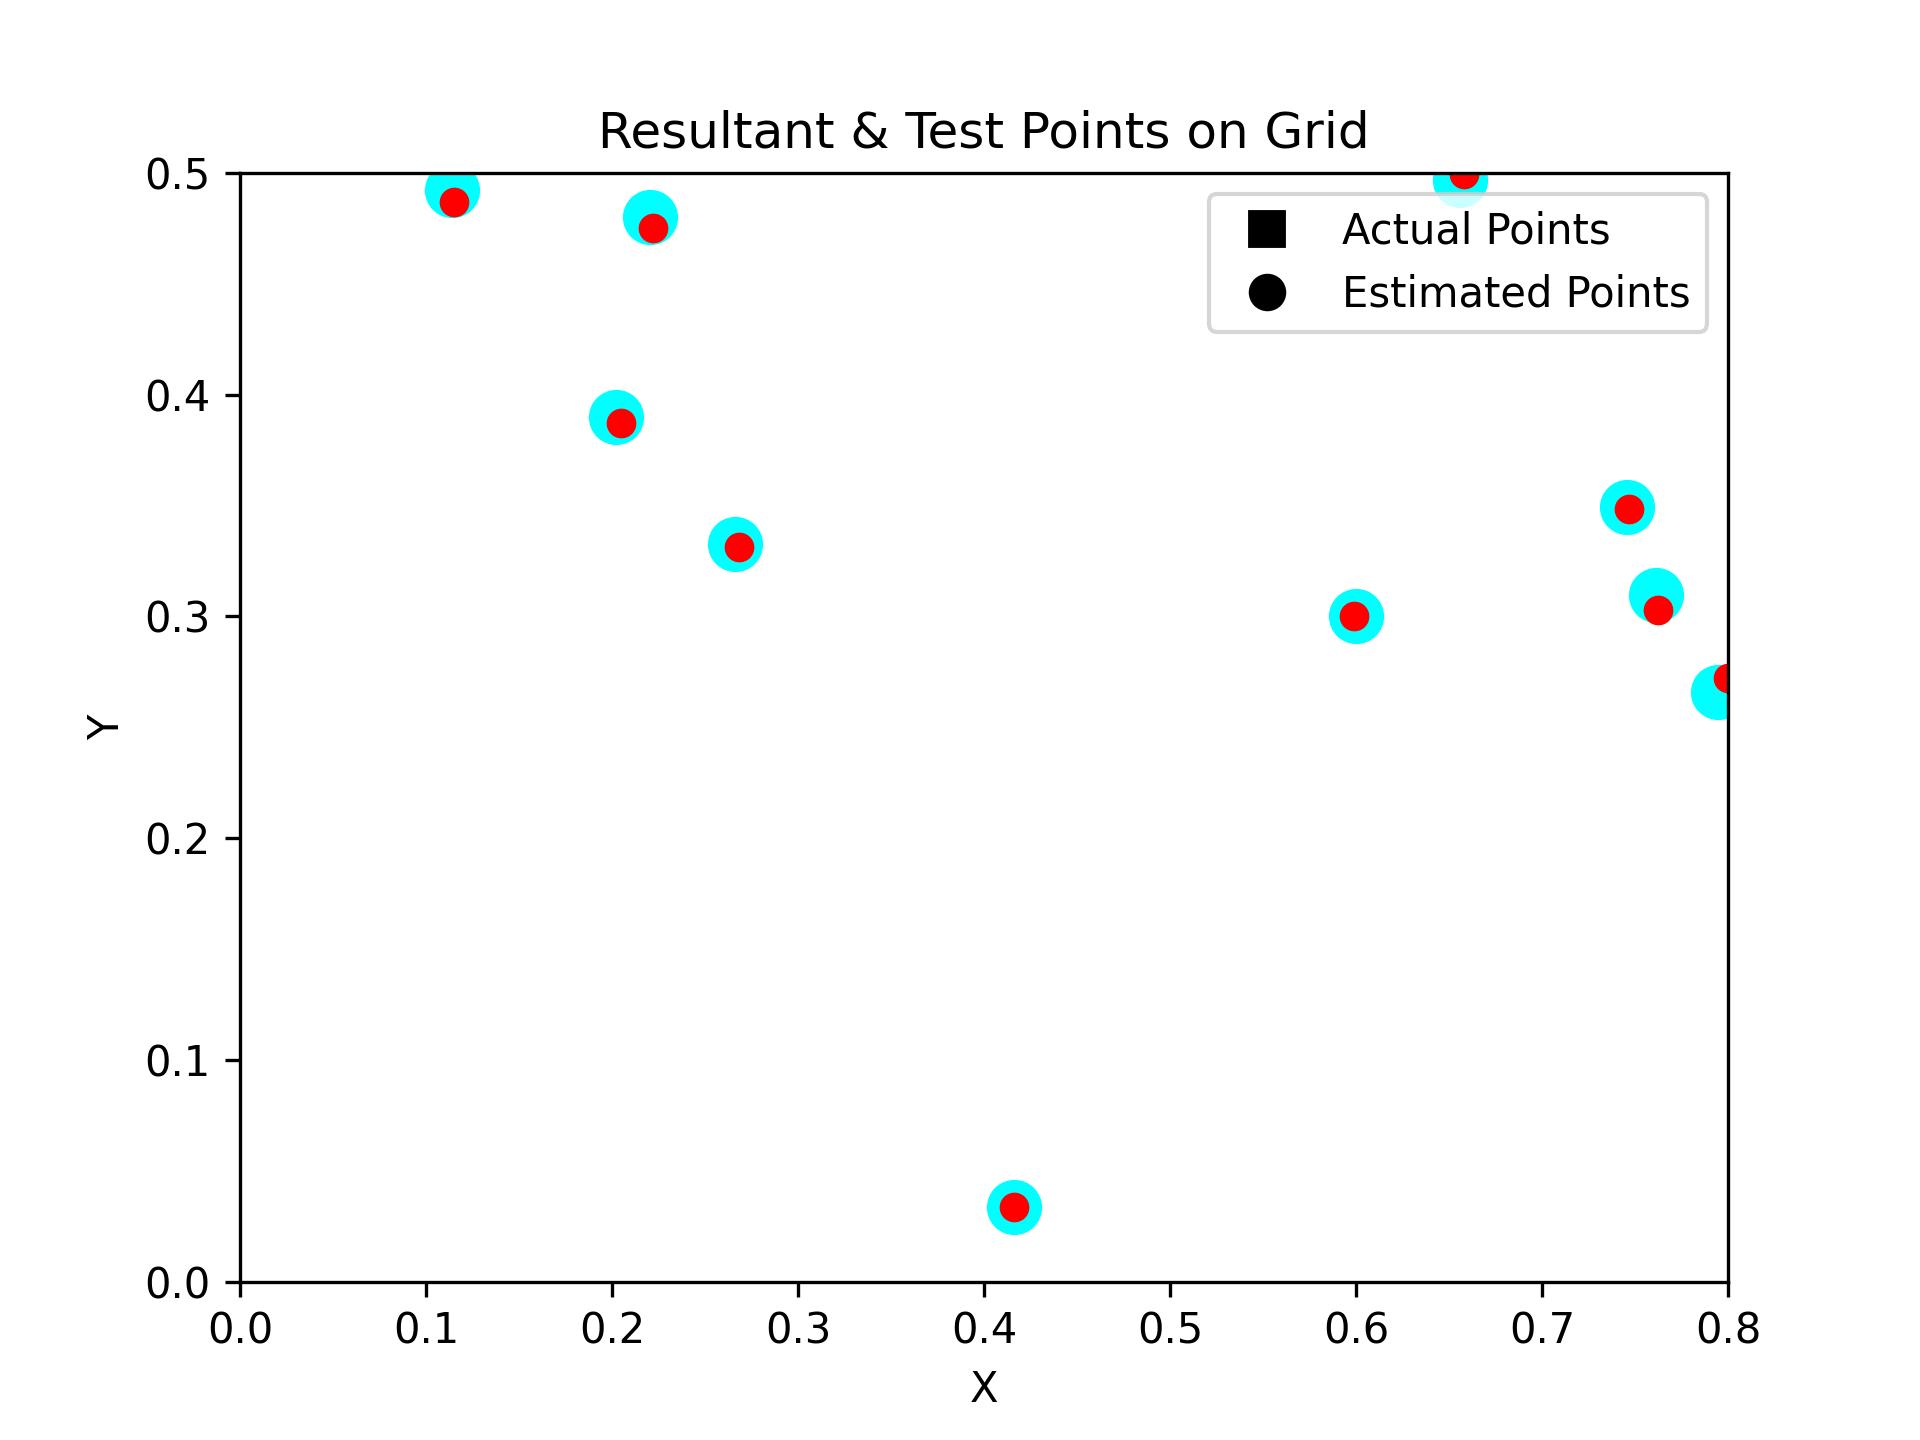 Resultant & Test Points on Grid
Actual Points
Estimated Points
0.5
0.4
0.3
0.2
0.1
0.0
Y
0.0 0.1 0.2 0.3 0.4 0.5 0.6 0.7 0.8
X